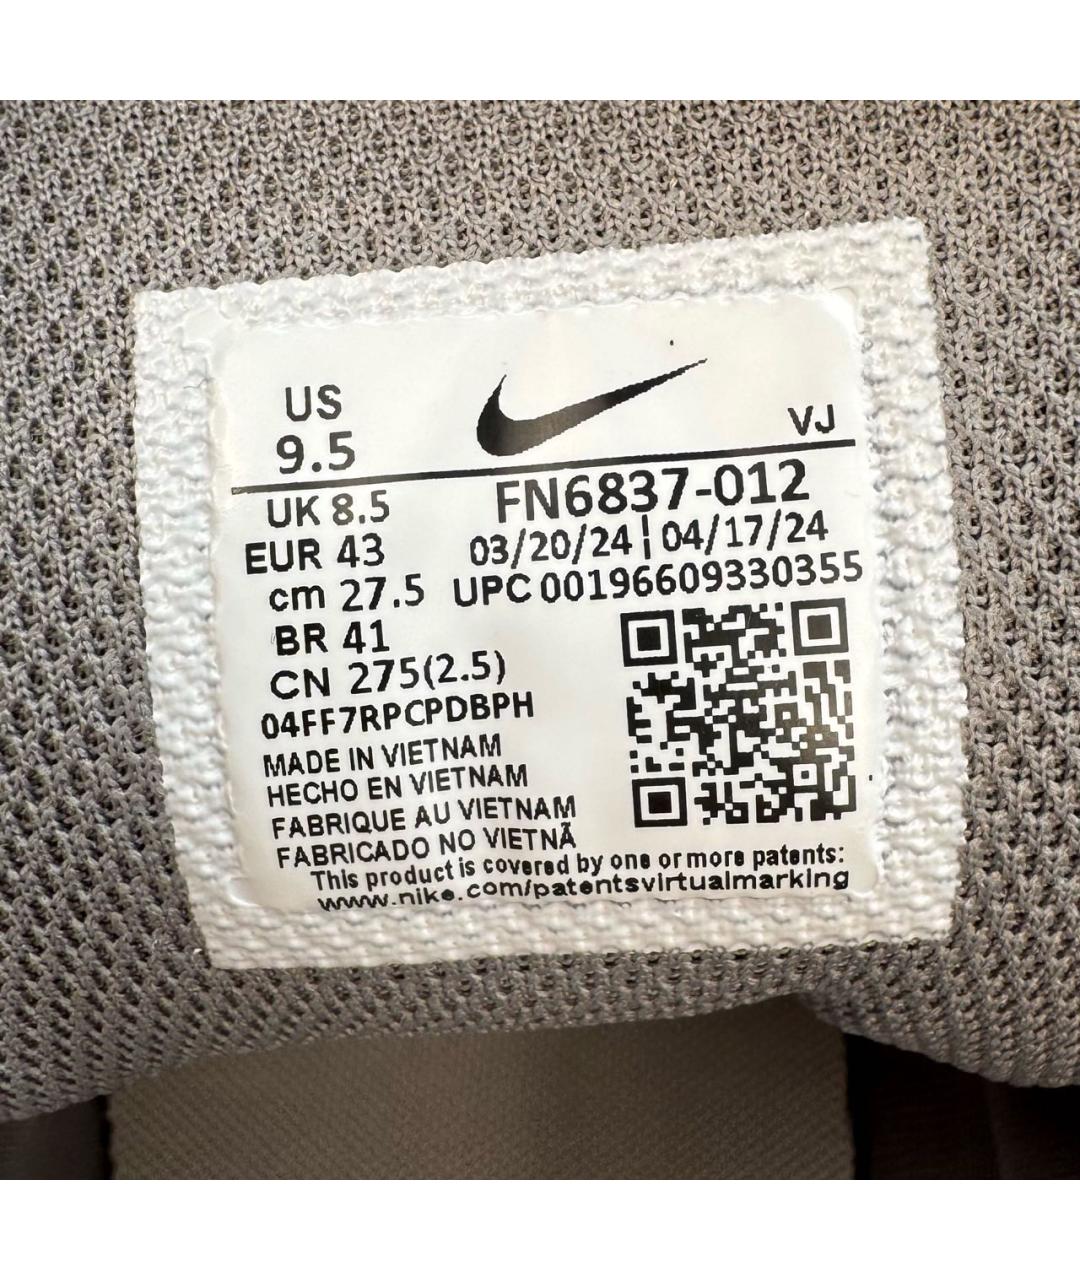 US
9.5
VJ
UK 8.5
FN6837-012
EUR 43
03/20/24 | 04/17/24
cm 27.5
UPC 00196609330355
BR 41
CN 275(2.5)
04FF7RPCPDBPH
MADE IN VIETNAM
HECHO EN VIETNAM
FABRIQUE AU VIETNAM
FABRICADO NO VIETNÃ
This product is covered by one or more patents:
www.nike.com/patentsvirtualmarking